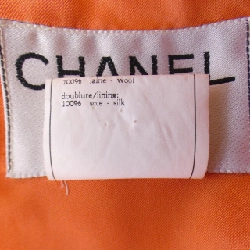 CHANEL
100% laine - wool
doublure/lining:
100% soie - silk